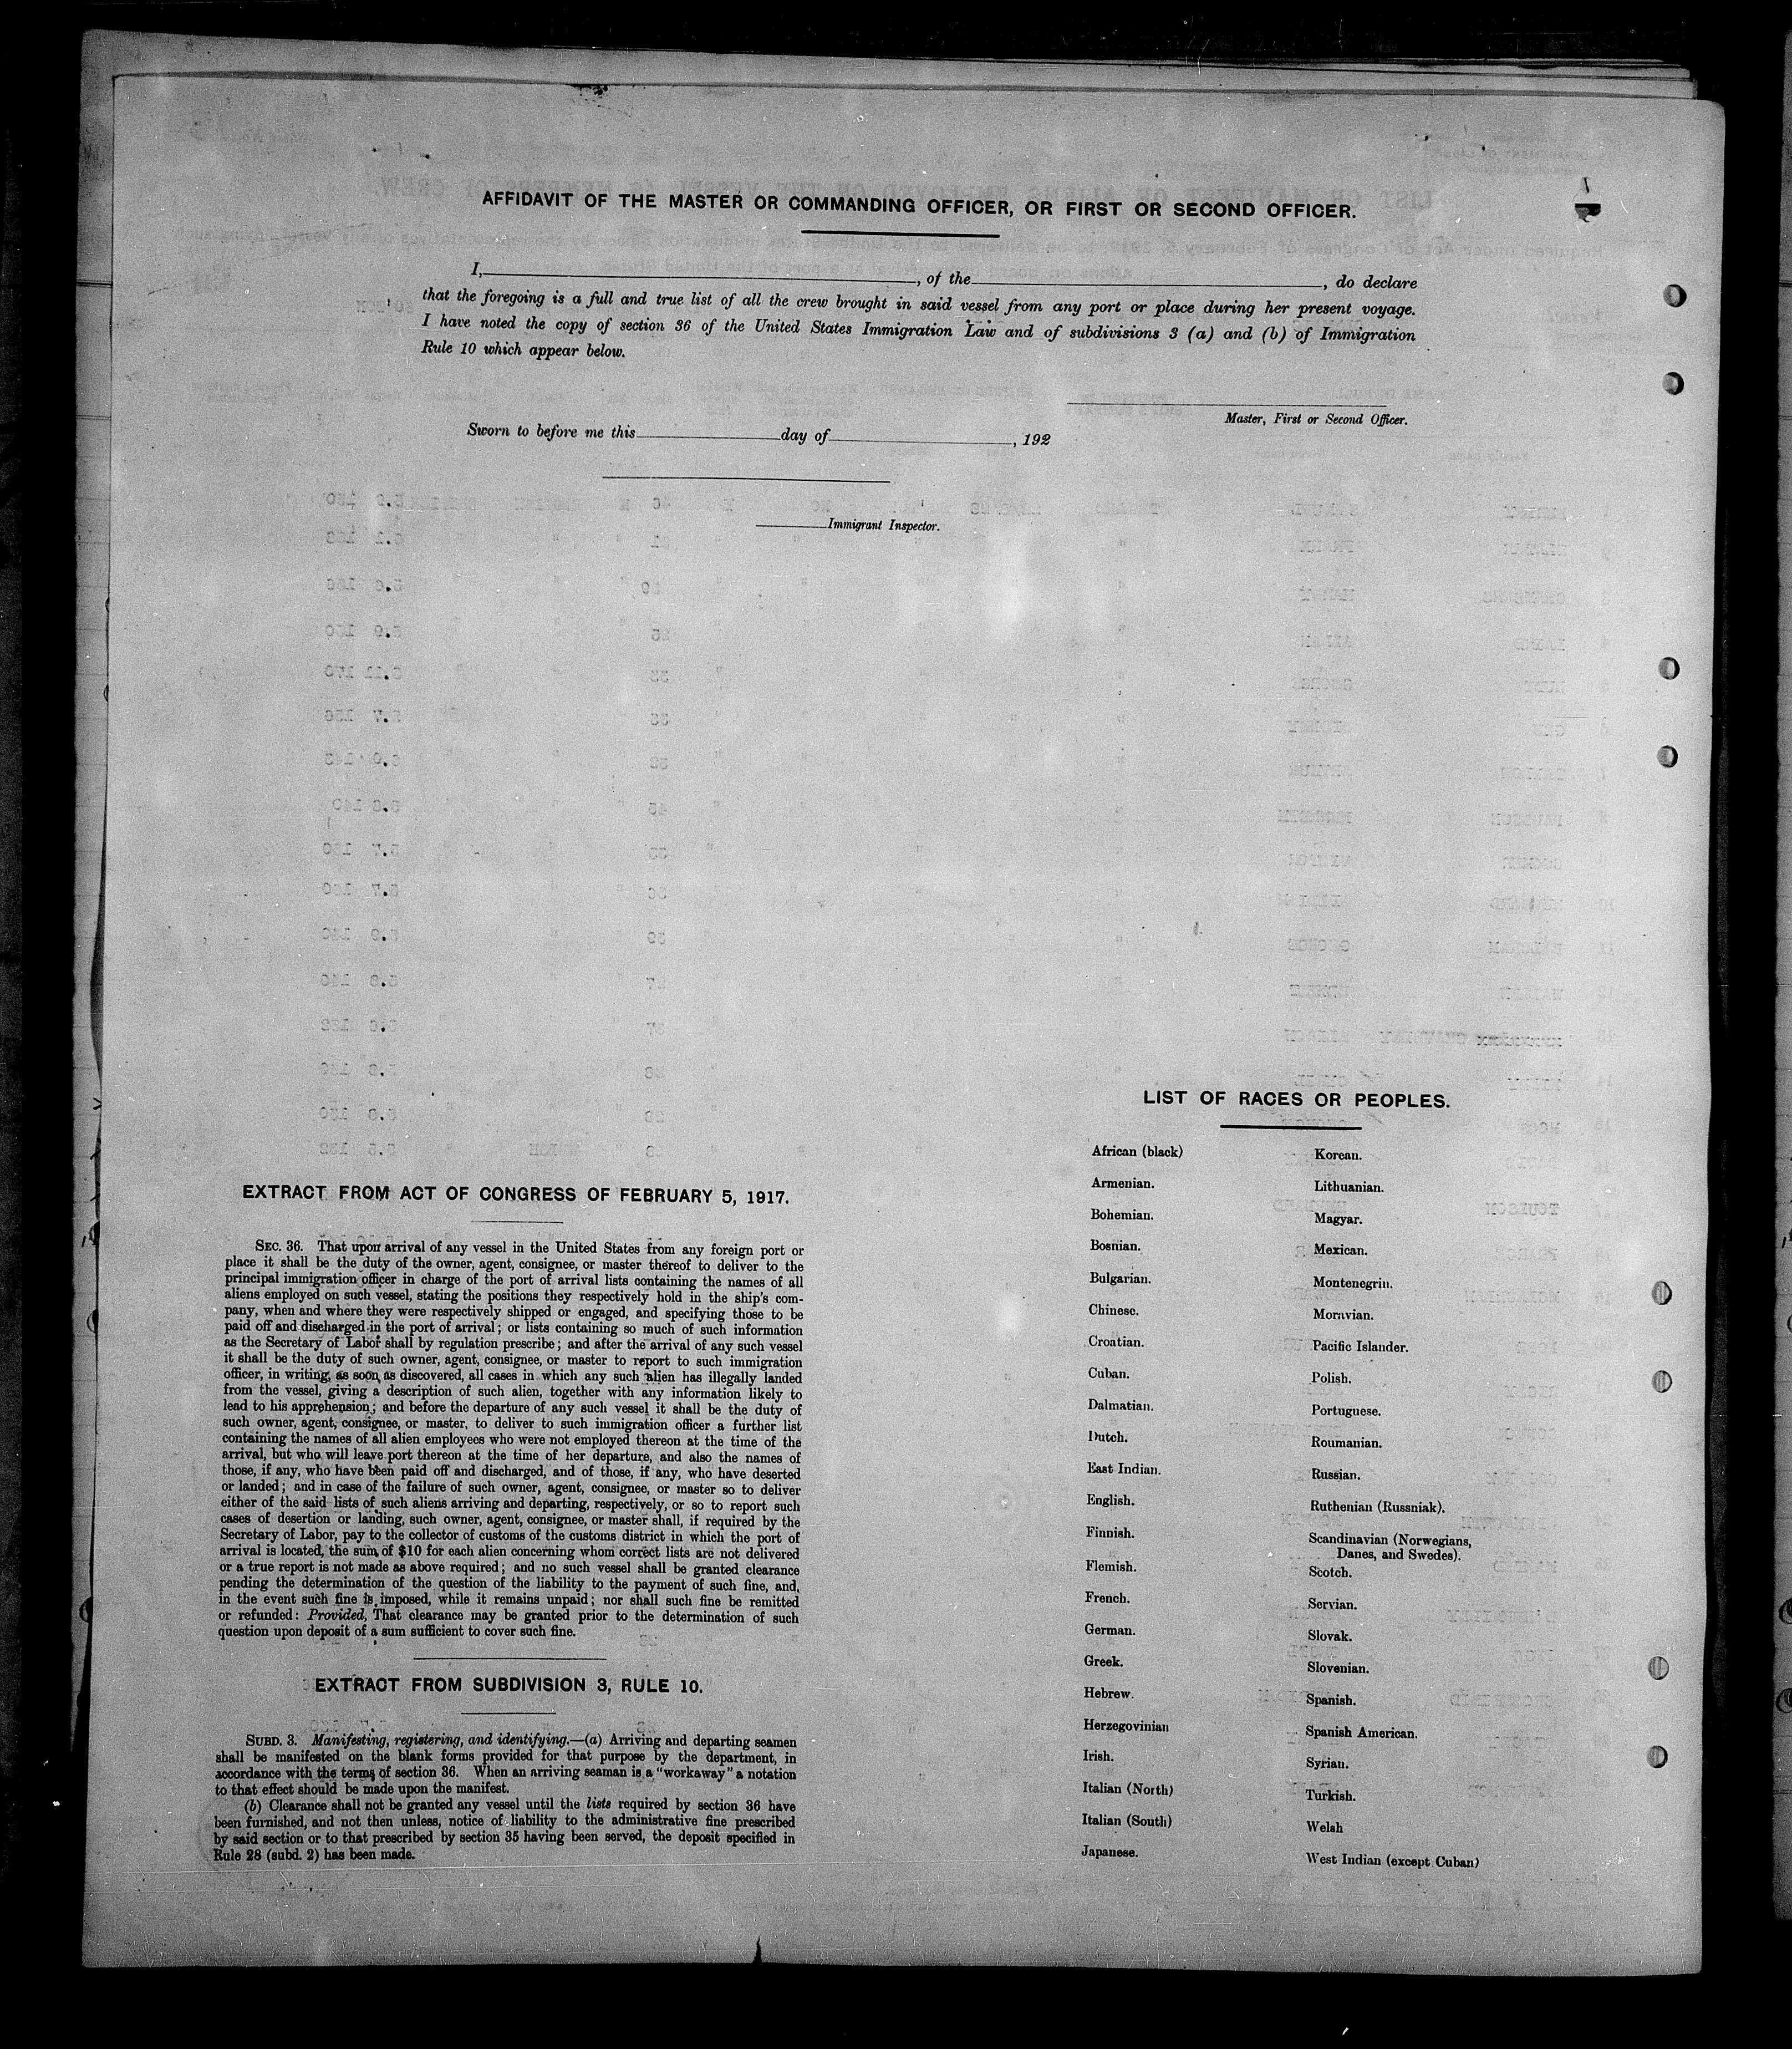 AFFIDAVIT OF THE MASTER OR COMMANDING OFFICER, OR FIRST OR SECOND OFFICER.
I, , of the , do declare
that the foregoing is a full and true list of all the crew brought in said vessel from any port or place during her present voyage.
I have noted the copy of section 36 of the United States Immigration Law and of subdivisions 3 (a) and (b) of Immigration
Rule 10 which appear below.
Master, First or Second Officer.
Sworn to before me this day of , 192
Immigrant Inspector.
EXTRACT FROM ACT OF CONGRESS OF FEBRUARY 5, 1917.
SEC. 36. That upon arrival of any vessel in the United States from any foreign port or
place it shall be the duty of the owner, agent, consignee, or master thereof to deliver to the
principal immigration officer in charge of the port of arrival lists containing the names of all
aliens employed on such vessel, stating the positions they respectively hold in the ship's com-
pany, when and where they were respectively shipped or engaged, and specifying those to be
paid off and discharged in the port of arrival; or lists containing so much of such information
as the Secretary of Labor shall by regulation prescribe; and after the arrival of any such vessel
it shall be the duty of such owner, agent, consignee, or master to report to such immigration
officer, in writing, as soon as discovered, all cases in which any such alien has illegally landed
from the vessel, giving a description of such alien, together with any information likely to
lead to his apprehension; and before the departure of any such vessel it shall be the duty of
such owner, agent, consignee, or master, to deliver to such immigration officer a further list
containing the names of all alien employees who were not employed thereon at the time of the
arrival, but who will leave port thereon at the time of her departure, and also the names of
those, if any, who have been paid off and discharged, and of those, if any, who have deserted
or landed; and in case of the failure of such owner, agent, consignee, or master so to deliver
either of the said lists of such aliens arriving and departing, respectively, or so to report such
cases of desertion or landing, such owner, agent, consignee, or master shall, if required by the
Secretary of Labor, pay to the collector of customs of the customs district in which the port of
arrival is located, the sum of $10 for each alien concerning whom correct lists are not delivered
or a true report is not made as above required; and no such vessel shall be granted clearance
pending the determination of the question of the liability to the payment of such fine, and,
in the event such fine is imposed, while it remains unpaid; nor shall such fine be remitted
or refunded: Provided, That clearance may be granted prior to the determination of such
question upon deposit of a sum sufficient to cover such fine.
EXTRACT FROM SUBDIVISION 3, RULE 10.
SUBD. 3. Manifesting, registering, and identifying.—(a) Arriving and departing seamen
shall be manifested on the blank forms provided for that purpose by the department, in
accordance with the terms of section 36. When an arriving seaman is a "workaway" a notation
to that effect should be made upon the manifest.
(b) Clearance shall not be granted any vessel until the lists required by section 36 have
been furnished, and not then unless, notice of liability to the administrative fine prescribed
by said section or to that prescribed by section 35 having been served, the deposit specified in
Rule 28 (subd. 2) has been made.
LIST OF RACES OR PEOPLES.
African (black)
Armenian.
Bohemian.
Bosnian.
Bulgarian.
Chinese.
Croatian.
Cuban.
Dalmatian.
Dutch.
East Indian.
English.
Finnish.
Flemish.
French.
German.
Greek.
Hebrew.
Herzegovinian
Irish.
Italian (North)
Italian (South)
Japanese.
Korean.
Lithuanian.
Magyar.
Mexican.
Montenegrin.
Moravian.
Pacific Islander.
Polish.
Portuguese.
Roumanian.
Russian.
Ruthenian (Russniak).
Scandinavian (Norwegians,
Danes, and Swedes).
Scotch.
Servian.
Slovak.
Slovenian.
Spanish.
Spanish American.
Syrian.
Turkish.
Welsh
West Indian (except Cuban)